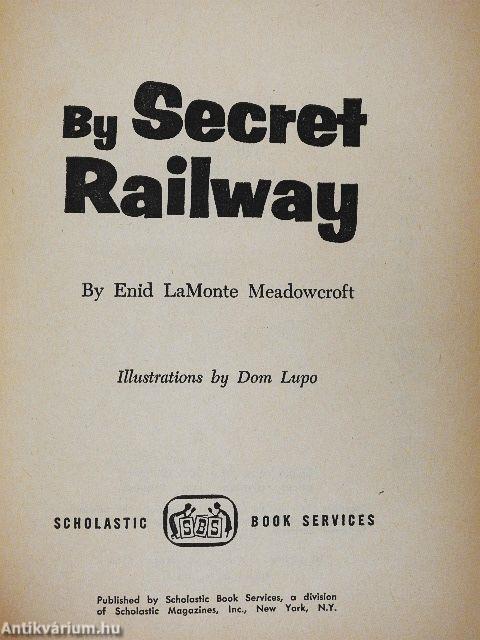 By Secret
Railway
By Enid LaMonte Meadowcroft
Illustrations by Dom Lupo
SCHOLASTIC SBS BOOK SERVICES
Published by Scholastic Book Services, a division
of Scholastic Magazines, Inc., New York, N.Y.
Antikvárium.hu